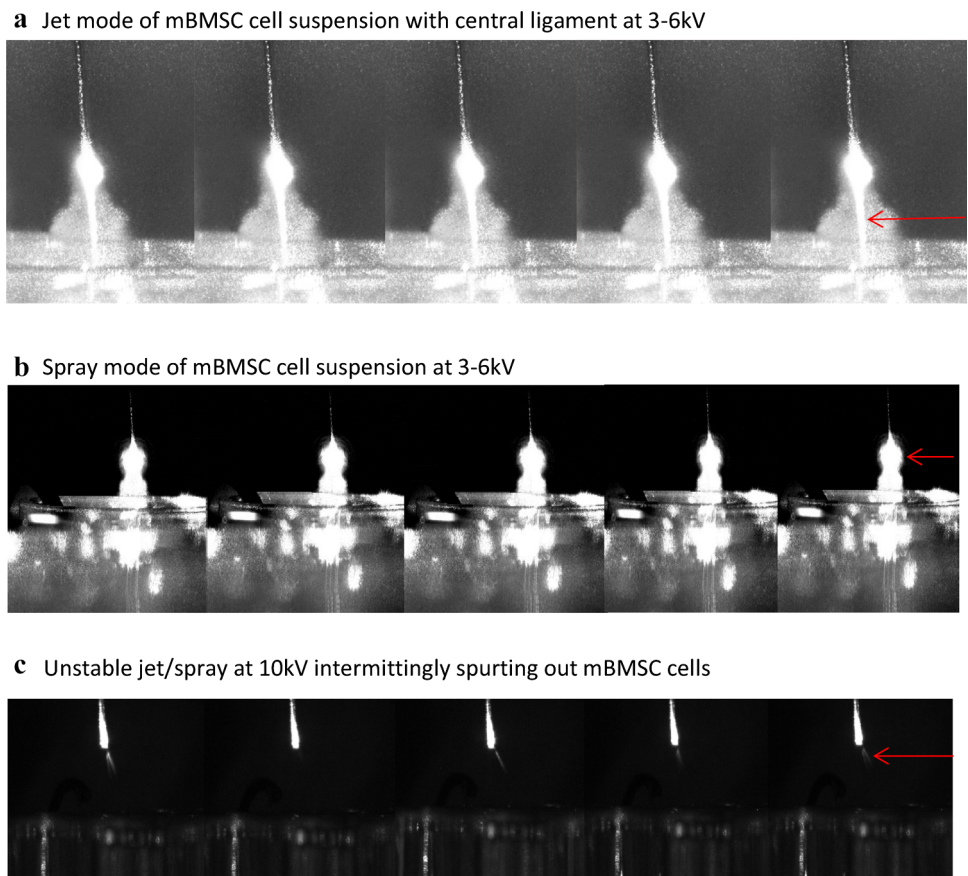 a Jet mode of mBMSC cell suspension with central ligament at 3-6kV
b Spray mode of mBMSC cell suspension at 3-6kV
c Unstable jet/spray at 10kV intermittingly spurting out mBMSC cells